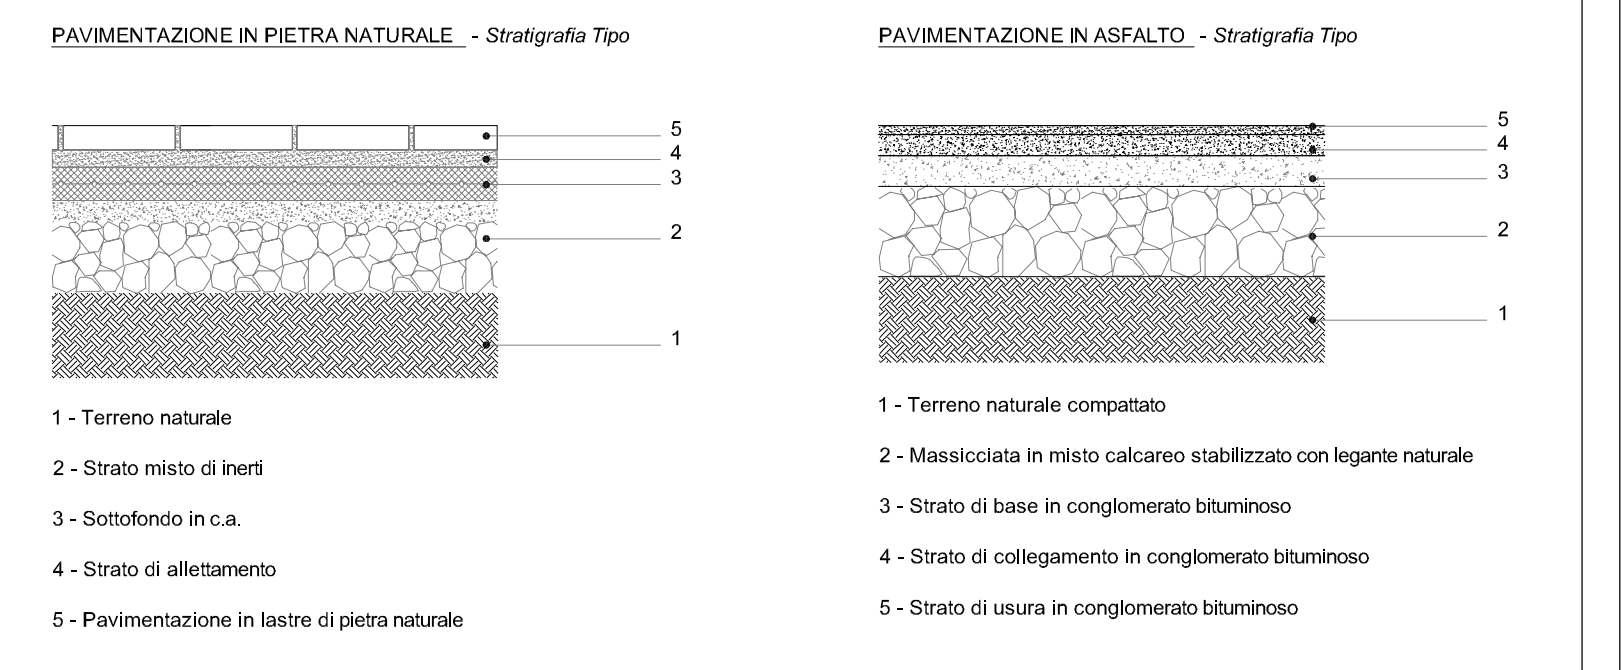 PAVIMENTAZIONE IN PIETRA NATURALE - Stratigrafia Tipo
5
4
3
2
1
1 - Terreno naturale
2 - Strato misto di inerti
3 - Sottofondo in c.a.
4 - Strato di allettamento
5 - Pavimentazione in lastre di pietra naturale
PAVIMENTAZIONE IN ASFALTO - Stratigrafia Tipo
5
4
3
2
1
1 - Terreno naturale compattato
2 - Massicciata in misto calcareo stabilizzato con legante naturale
3 - Strato di base in conglomerato bituminoso
4 - Strato di collegamento in conglomerato bituminoso
5 - Strato di usura in conglomerato bituminoso